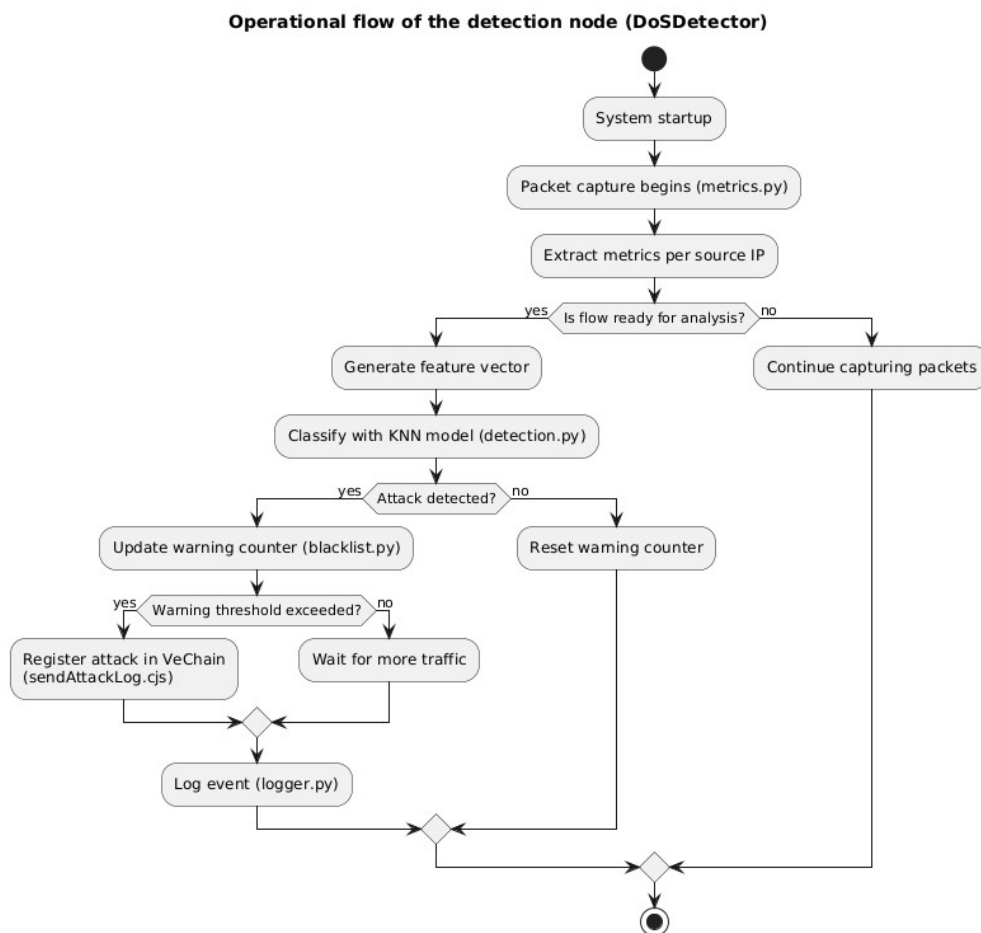 Operational flow of the detection node (DoSDetector)
System startup
Packet capture begins (metrics.py)
Extract metrics per source IP
yes
Is flow ready for analysis?
no
Generate feature vector
Continue capturing packets
Classify with KNN model (detection.py)
yes
Attack detected?
no
Update warning counter (blacklist.py)
Reset warning counter
yes
Warning threshold exceeded?
no
Register attack in VeChain
(sendAttackLog.cjs)
Wait for more traffic
Log event (logger.py)